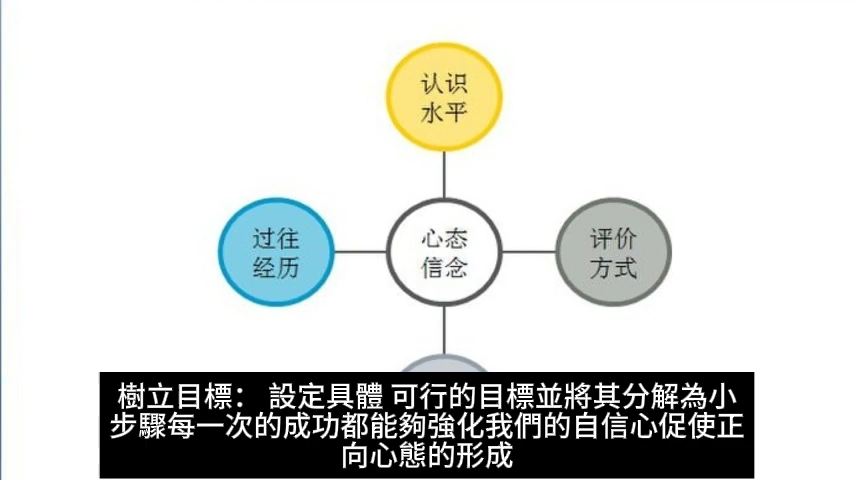 认识
水平
过往
经历
心态
信念
评价
方式
樹立目標： 設定具體 可行的目標並將其分解為小
步驟每一次的成功都能夠強化我們的自信心促使正
向心態的形成